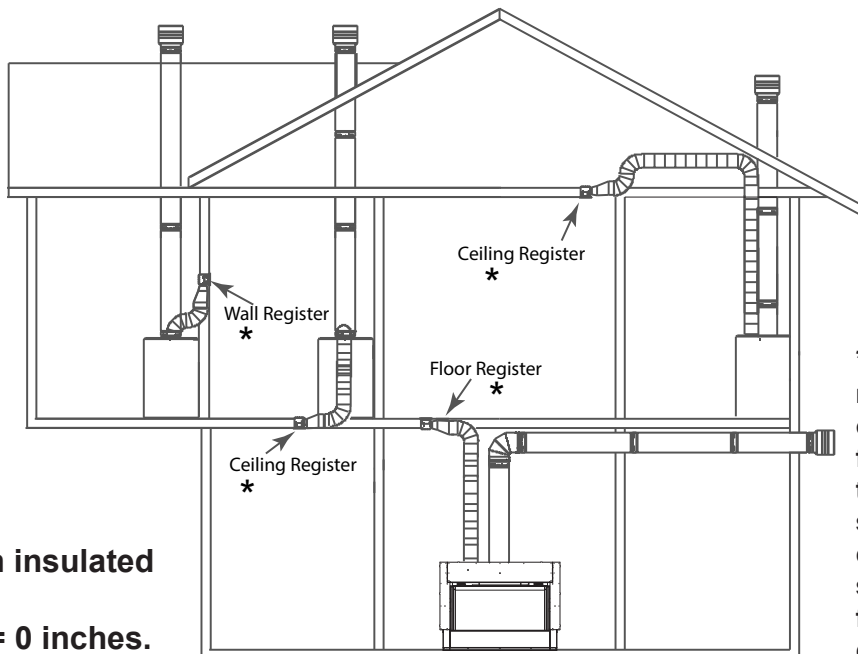 Ceiling Register
*
Wall Register
*
Floor Register
*
Ceiling Register
*
insulated
= 0 inches.